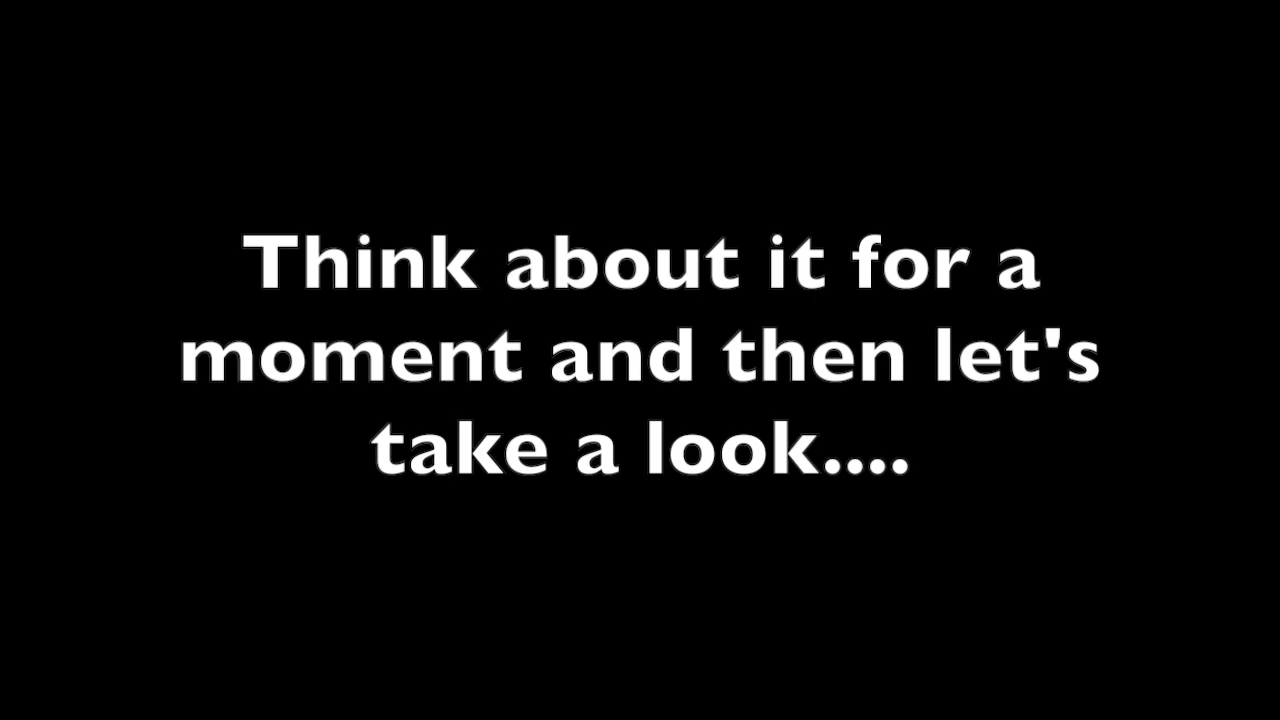 Think about it for a
moment and then let's
take a look....